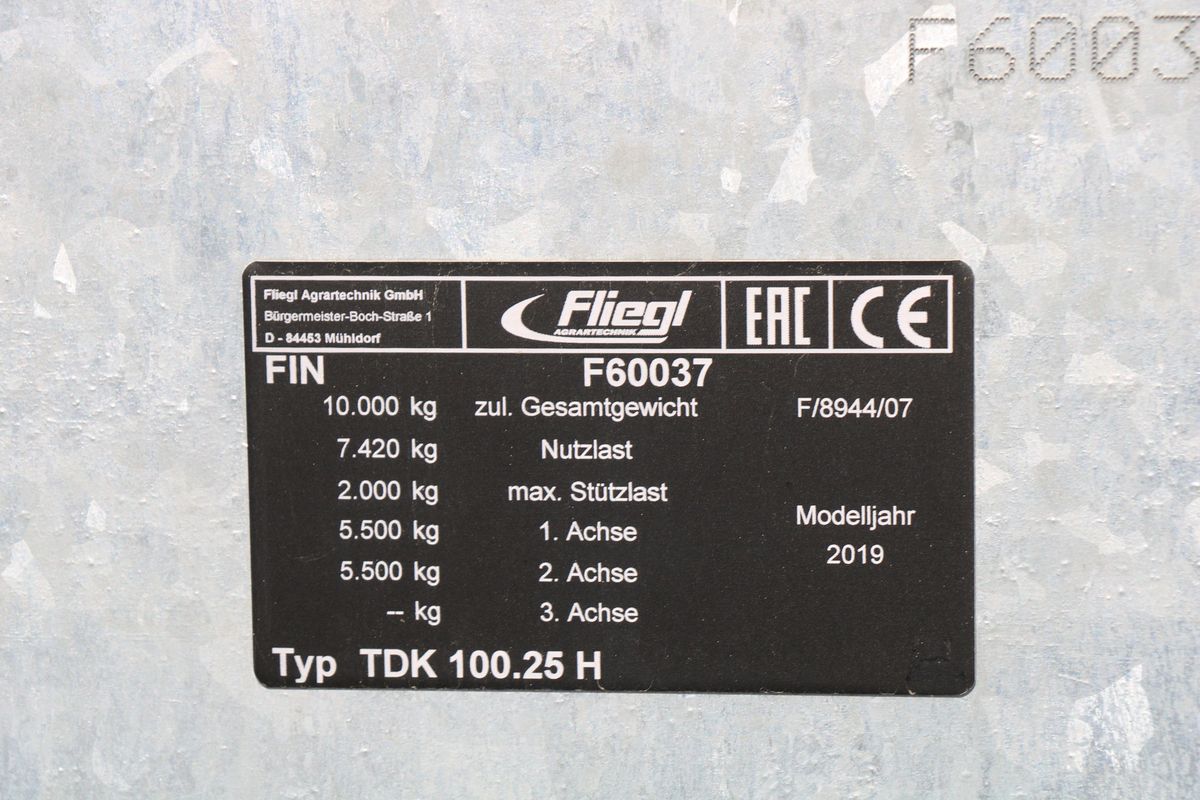 F6003
Fliegl Agrartechnik GmbH
Bürgermeister-Boch-Straße 1
D - 84453 Mühldorf
Fliegl
AGRARTECHNIK
EAC
CE
FIN F60037
10.000 kg zul. Gesamtgewicht F/8944/07
7.420 kg Nutzlast
2.000 kg max. Stützlast
Modelljahr
5.500 kg 1. Achse
2019
5.500 kg 2. Achse
-- kg 3. Achse
Typ TDK 100.25 H